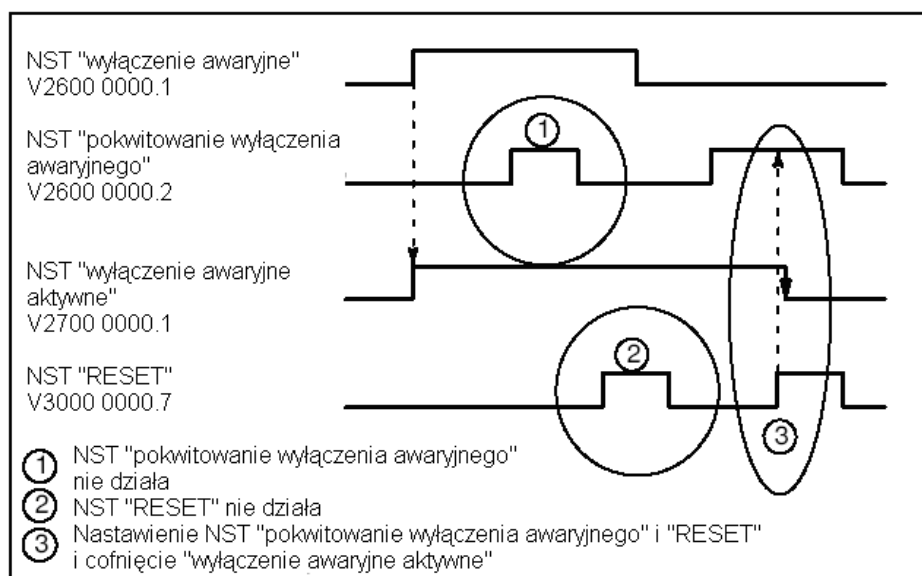 NST "wyłączenie awaryjne"
V2600 0000.1
NST "pokwitowanie wyłączenia
awaryjnego"
V2600 0000.2
1
NST "wyłączenie awaryjne
aktywne"
V2700 0000.1
2
NST "RESET"
V3000 0000.7
3
1 NST "pokwitowanie wyłączenia awaryjnego"
nie działa
2 NST "RESET" nie działa
3 Nastawienie NST "pokwitowanie wyłączenia awaryjnego" i "RESET"
i cofnięcie "wyłączenie awaryjne aktywne"